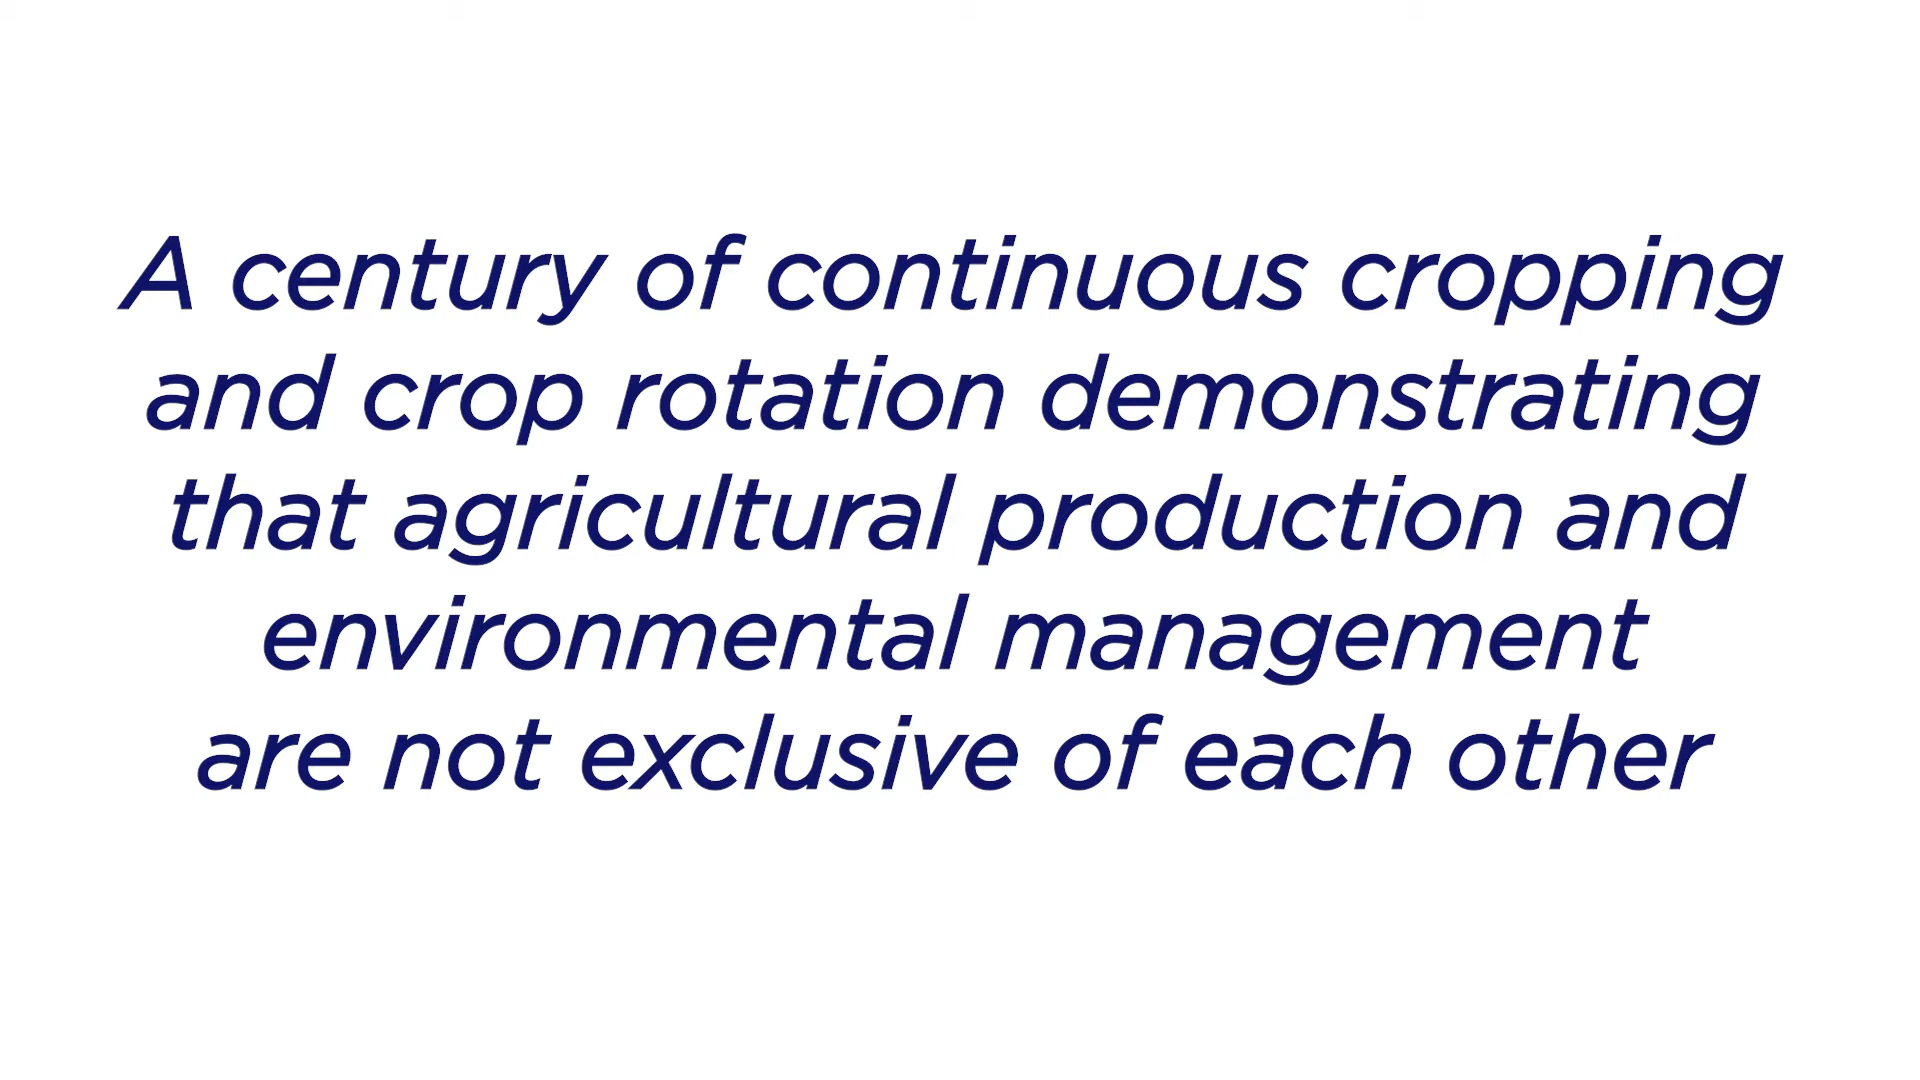 A century of continuous cropping
and crop rotation demonstrating
that agricultural production and
environmental management
are not exclusive of each other